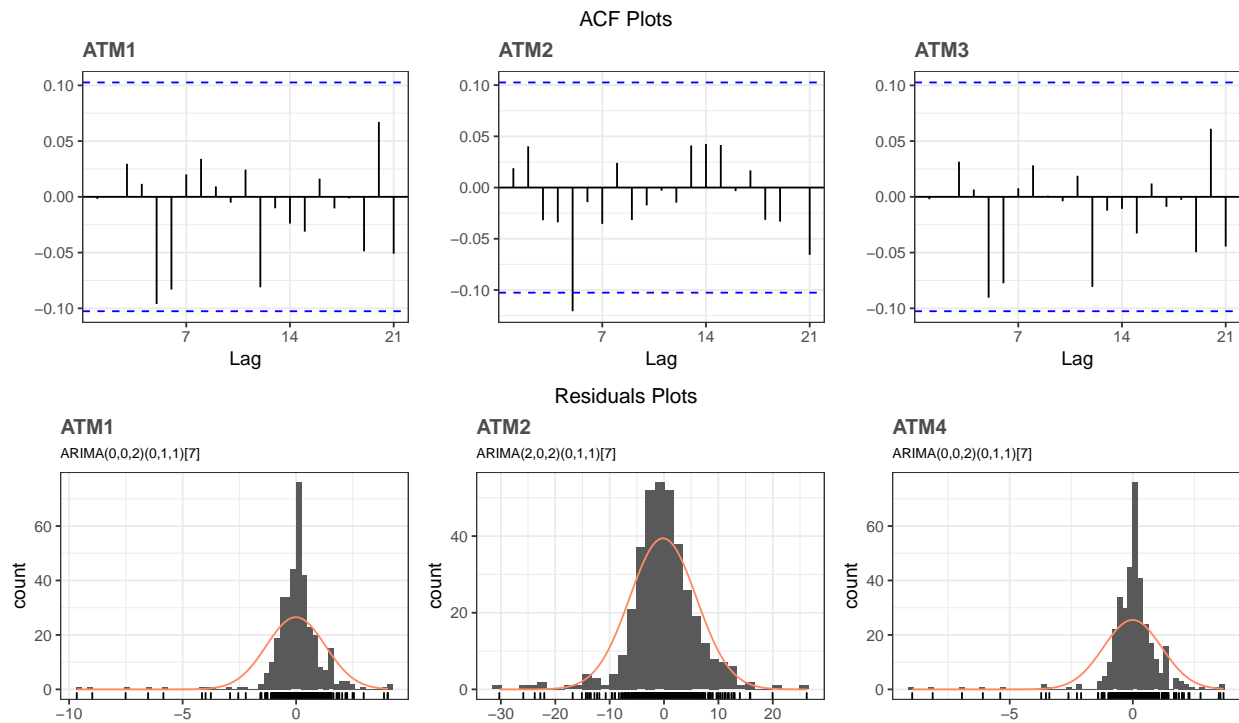 ACF Plots
ATM1 ATM2 ATM3
0.10 0.10 0.10
0.05 0.05 0.05
0.00 0.00 0.00
−0.05 −0.05 −0.05
−0.10 −0.10 −0.10
7 14 21 7 14 21 7 14 21
Lag Lag Lag
Residuals Plots
ATM1 ATM2 ATM4
ARIMA(0,0,2)(0,1,1)[7] ARIMA(2,0,2)(0,1,1)[7] ARIMA(0,0,2)(0,1,1)[7]
count count count
60 40 60
40 20 40
20 0 20
0 0
−10 −5 0 −30 −20 −10 0 10 20 −5 0